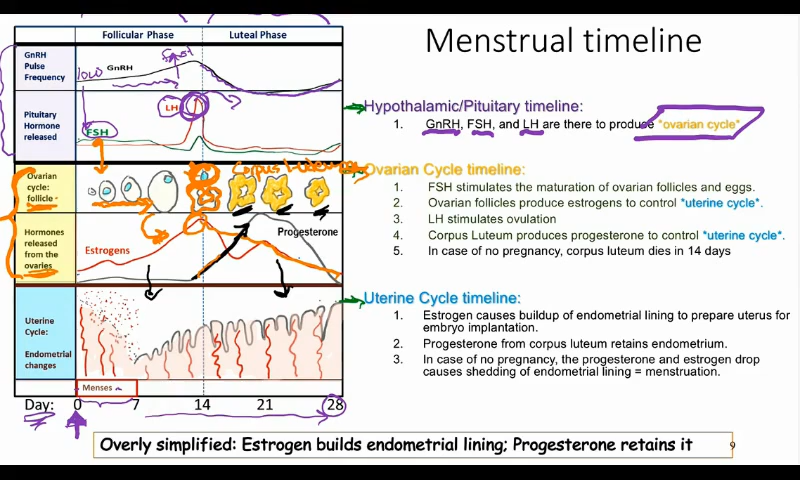 Menstrual timeline
Follicular Phase
Luteal Phase
GnRH
Pulse
Frequency
GnRH
low
fast
Pituitary
Hormone
released
LH
FSH
Ovarian
cycle:
follicle
Corpus Luteum
Hormones
released
from the
ovaries
Estrogens
Progesterone
Uterine
Cycle:
Endometrial
changes
Menses
Day:
0
7
14
21
28
Hypothalamic/Pituitary timeline:
1. GnRH, FSH, and LH are there to produce *ovarian cycle*
Ovarian Cycle timeline:
1. FSH stimulates the maturation of ovarian follicles and eggs.
2. Ovarian follicles produce estrogens to control *uterine cycle*.
3. LH stimulates ovulation
4. Corpus Luteum produces progesterone to control *uterine cycle*.
5. In case of no pregnancy, corpus luteum dies in 14 days
Uterine Cycle timeline:
1. Estrogen causes buildup of endometrial lining to prepare uterus for
embryo implantation.
2. Progesterone from corpus luteum retains endometrium.
3. In case of no pregnancy, the progesterone and estrogen drop
causes shedding of endometrial lining = menstruation.
Overly simplified: Estrogen builds endometrial lining; Progesterone retains it
9